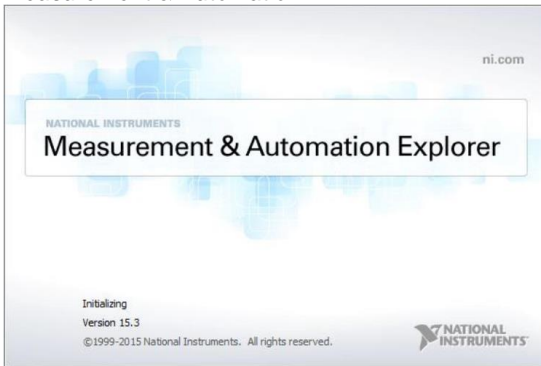 ni.com
NATIONAL INSTRUMENTS
Measurement & Automation Explorer
Initializing
Version 15.3
©1999-2015 National Instruments. All rights reserved.
NATIONAL
INSTRUMENTS